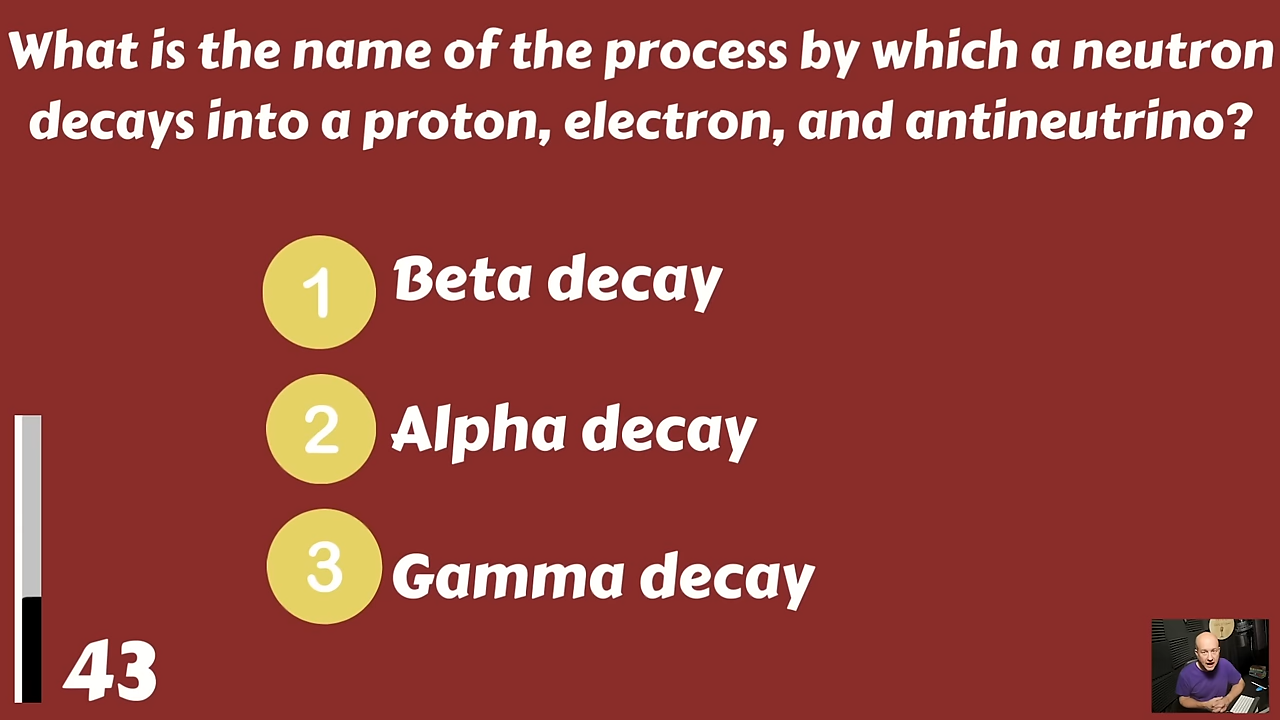 What is the name of the process by which a neutron
decays into a proton, electron, and antineutrino?
1 Beta decay
2 Alpha decay
3 Gamma decay
43